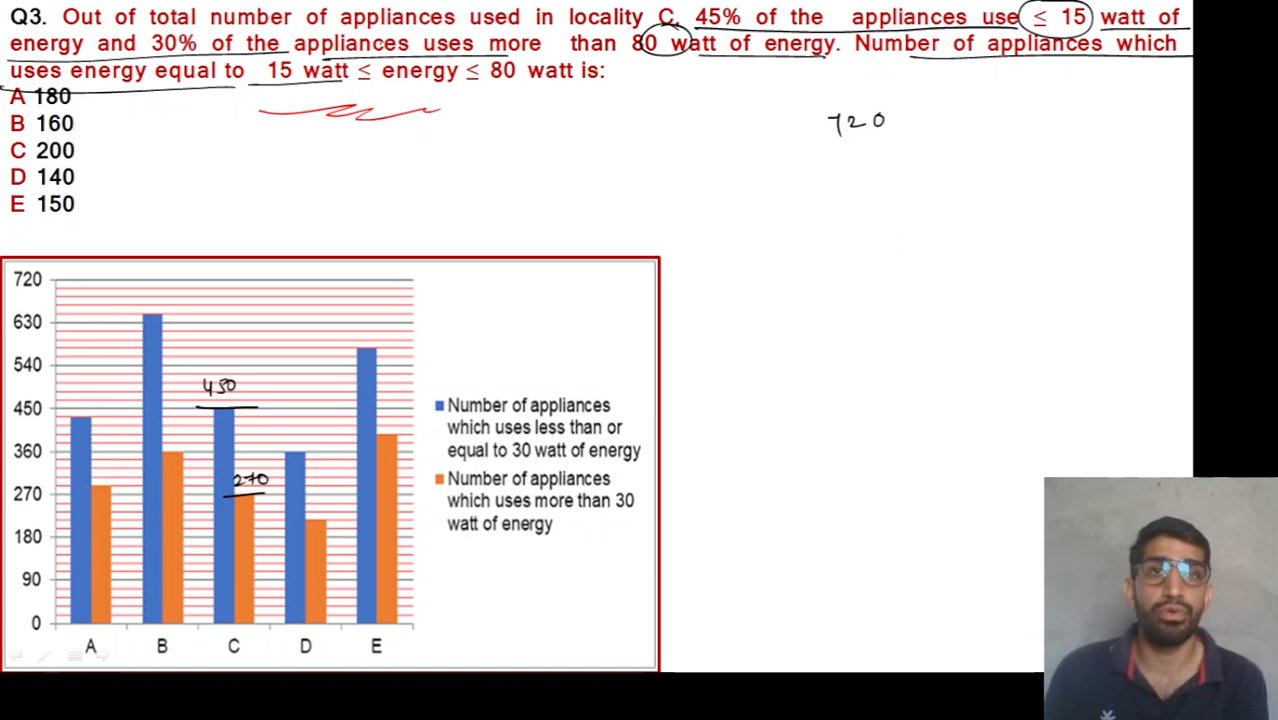 Q3. Out of total number of appliances used in locality C, 45% of the appliances use ≤ 15 watt of
energy and 30% of the appliances uses more than 80 watt of energy. Number of appliances which
uses energy equal to 15 watt ≤ energy ≤ 80 watt is:
A 180
B 160
C 200
D 140
E 150
720
720
630
540
450
360
270
180
90
0
450
270
A B C D E
Number of appliances
which uses less than or
equal to 30 watt of energy
Number of appliances
which uses more than 30
watt of energy